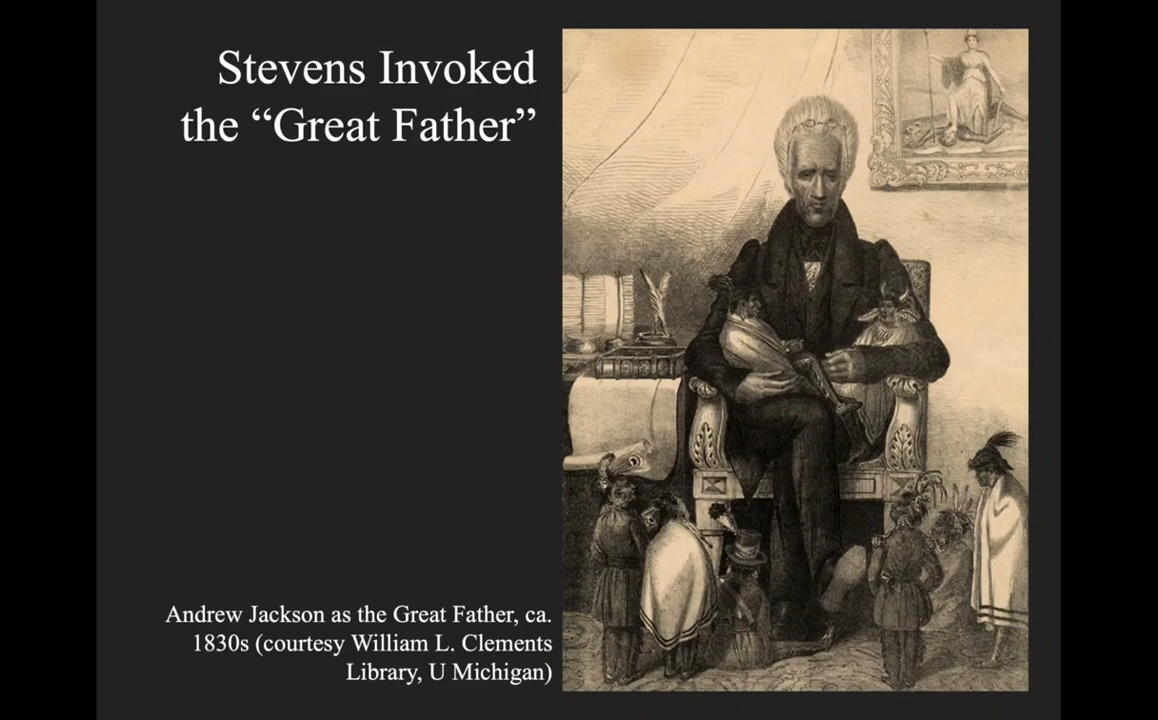 Stevens Invoked
the “Great Father”
Andrew Jackson as the Great Father, ca.
1830s (courtesy William L. Clements
Library, U Michigan)